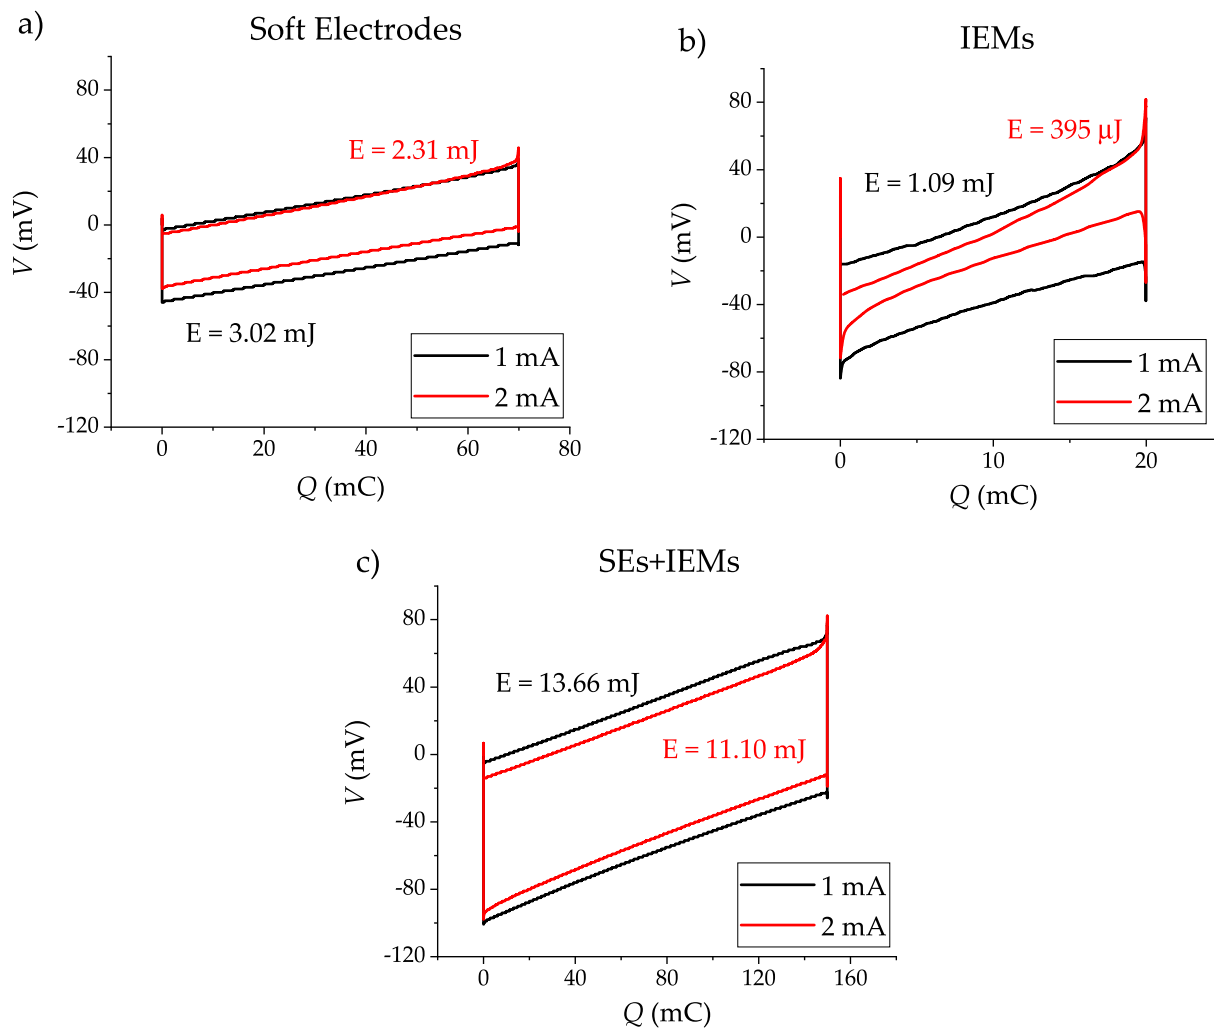 a)
Soft Electrodes
80
40
0
-40
-80
-120
V (mV)
E = 2.31 mJ
E = 3.02 mJ
1 mA
2 mA
0 20 40 60 80
Q (mC)
b)
IEMs
80
40
0
-40
-80
-120
V (mV)
E = 395 µJ
E = 1.09 mJ
1 mA
2 mA
0 10 20
Q (mC)
c)
SEs+IEMs
80
40
0
-40
-80
-120
V (mV)
E = 13.66 mJ
E = 11.10 mJ
1 mA
2 mA
0 40 80 120 160
Q (mC)